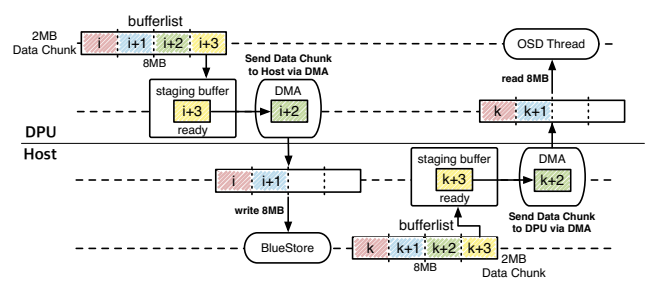 bufferlist
2MB
Data Chunk
i
i+1
i+2
i+3
8MB
Send Data Chunk
to Host via DMA
staging buffer
i+3
ready
DMA
i+2
OSD Thread
read 8MB
k
k+1
DPU
Host
i
i+1
write 8MB
BlueStore
staging buffer
k+3
ready
DMA
k+2
Send Data Chunk
to DPU via DMA
bufferlist
k
k+1
k+2
k+3
8MB
2MB
Data Chunk